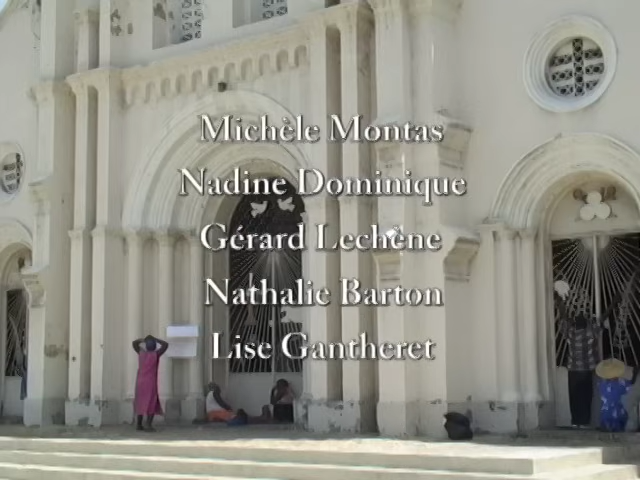 Michèle Montas
Nadine Dominique
Gérard Lechêne
Nathalie Barton
Lise Gantheret